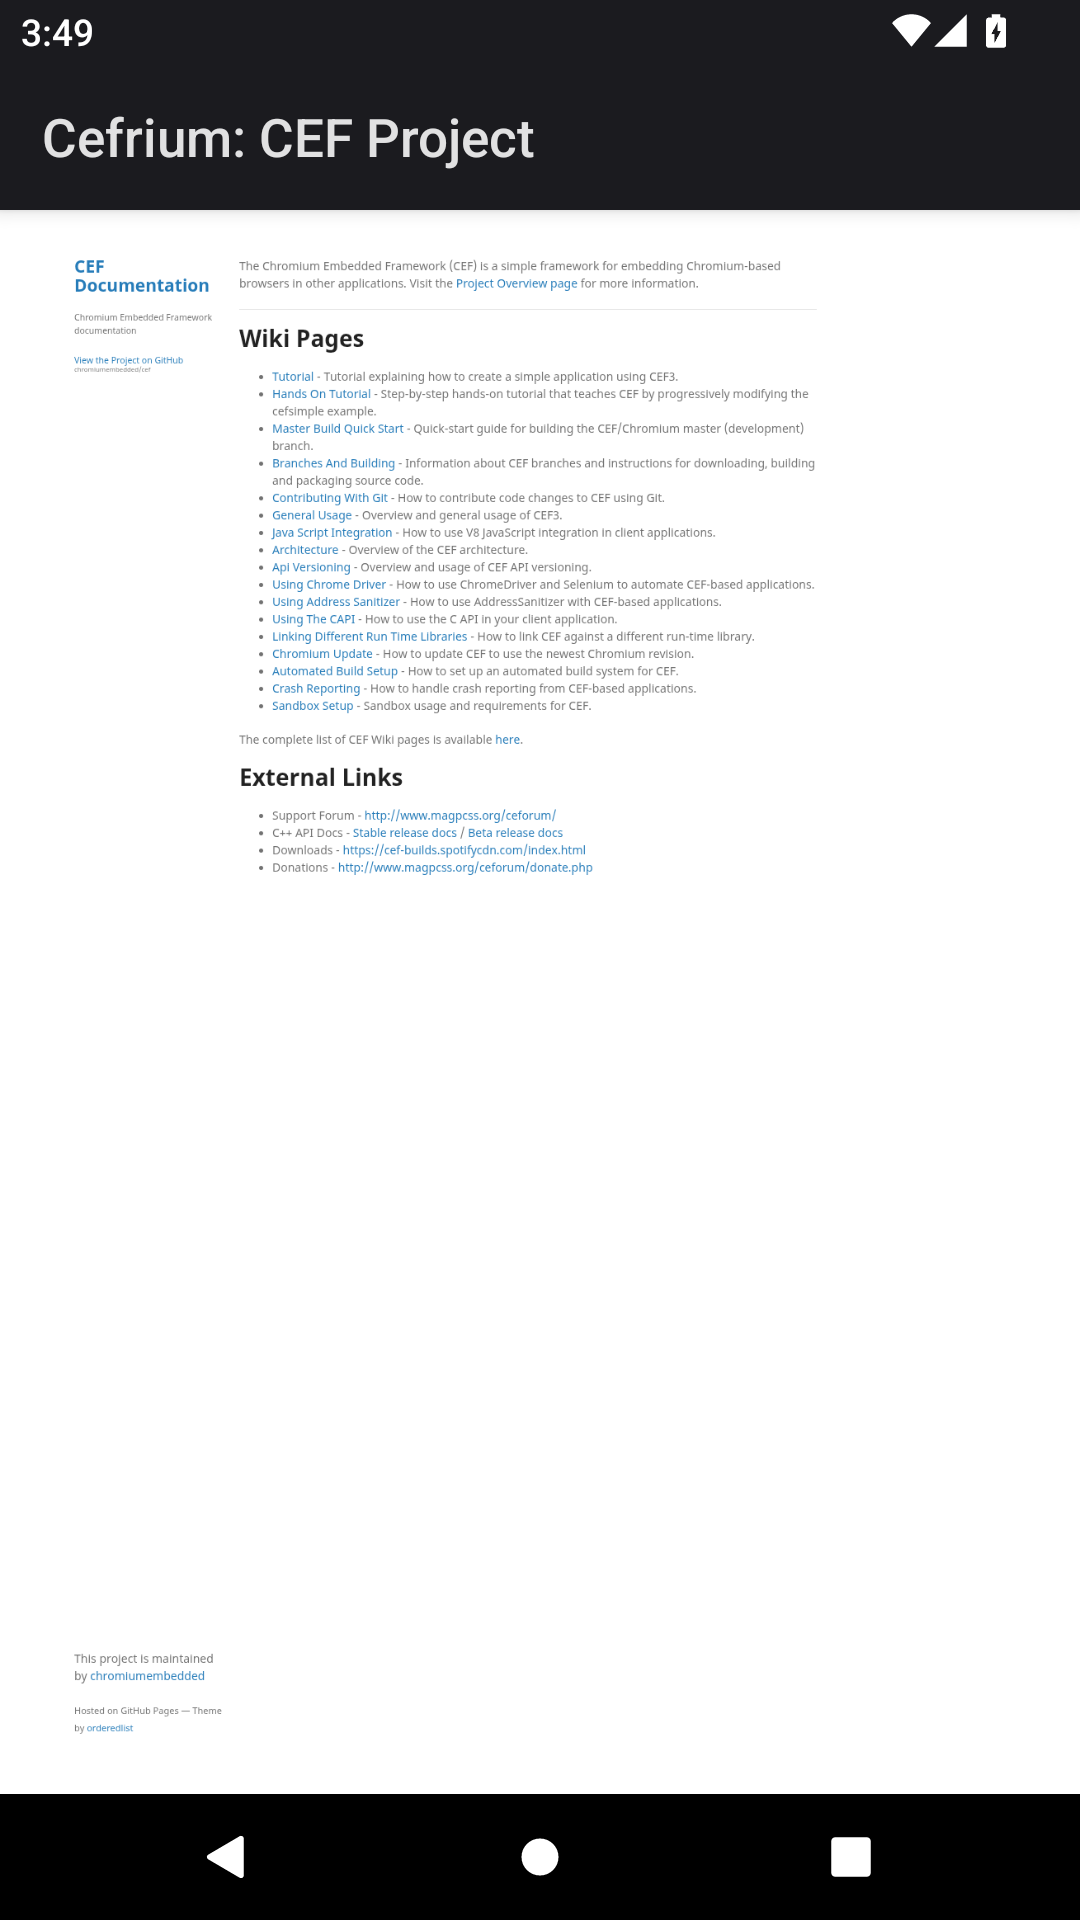 3:49
Cefrium: CEF Project
CEF
Documentation
Chromium Embedded Framework
documentation
View the Project on GitHub
chromiumembedded/cef
The Chromium Embedded Framework (CEF) is a simple framework for embedding Chromium-based
browsers in other applications. Visit the Project Overview page for more information.
Wiki Pages
• Tutorial - Tutorial explaining how to create a simple application using CEF3.
• Hands On Tutorial - Step-by-step hands-on tutorial that teaches CEF by progressively modifying the
cefsimple example.
• Master Build Quick Start - Quick-start guide for building the CEF/Chromium master (development)
branch.
• Branches And Building - Information about CEF branches and instructions for downloading, building
and packaging source code.
• Contributing With Git - How to contribute code changes to CEF using Git.
• General Usage - Overview and general usage of CEF3.
• Java Script Integration - How to use V8 JavaScript integration in client applications.
• Architecture - Overview of the CEF architecture.
• Api Versioning - Overview and usage of CEF API versioning.
• Using Chrome Driver - How to use ChromeDriver and Selenium to automate CEF-based applications.
• Using Address Sanitizer - How to use AddressSanitizer with CEF-based applications.
• Using The CAPI - How to use the C API in your client application.
• Linking Different Run Time Libraries - How to link CEF against a different run-time library.
• Chromium Update - How to update CEF to use the newest Chromium revision.
• Automated Build Setup - How to set up an automated build system for CEF.
• Crash Reporting - How to handle crash reporting from CEF-based applications.
• Sandbox Setup - Sandbox usage and requirements for CEF.
The complete list of CEF Wiki pages is available here.
External Links
• Support Forum - http://www.magpcss.org/ceforum/
• C++ API Docs - Stable release docs / Beta release docs
• Downloads - https://cef-builds.spotifycdn.com/index.html
• Donations - http://www.magpcss.org/ceforum/donate.php
This project is maintained
by chromiumembedded
Hosted on GitHub Pages — Theme
by orderedlist